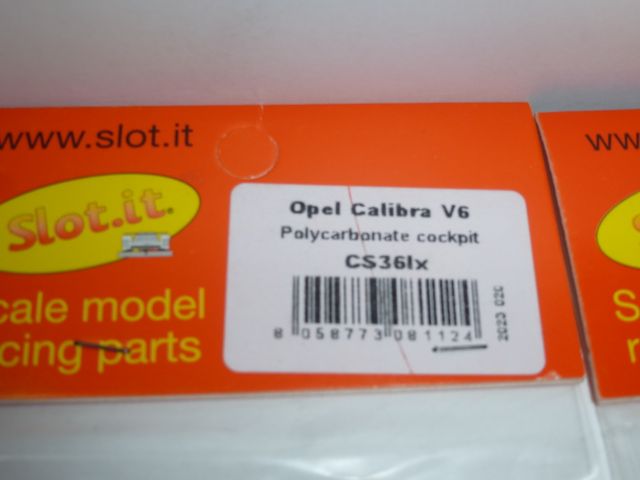 www.slot.it
Slot.it®
cale model
cing parts
Opel Calibra V6
Polycarbonate cockpit
CS36lx
8 058773 081124
2023 020
ww
S
r